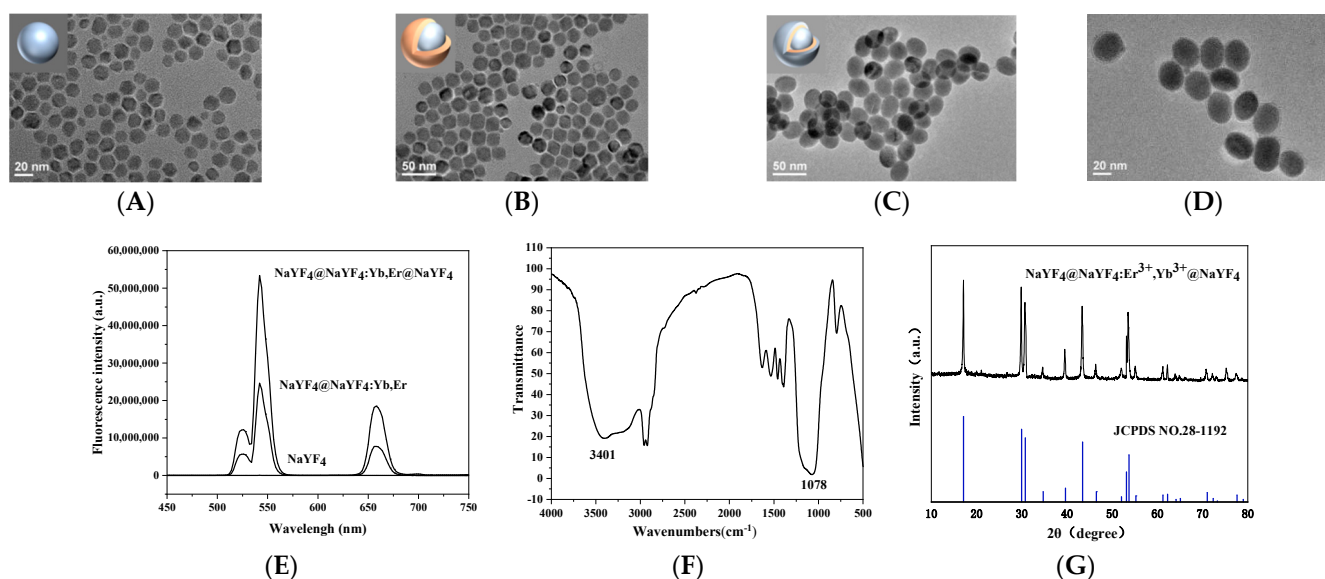 20 nm
50 nm
50 nm
20 nm
(A)
(B)
(C)
(D)
60,000,000
50,000,000
40,000,000
30,000,000
20,000,000
10,000,000
0
Fluorescence intensity (a.u.)
NaYF4@NaYF4:Yb,Er@NaYF4
NaYF4@NaYF4:Yb,Er
NaYF4
450 500 550 600 650 700 750
Wavelengh (nm)
(E)
110
100
90
80
70
60
50
40
30
20
10
0
-10
Transmittance
3401
1078
4000 3500 3000 2500 2000 1500 1000 500
Wavenumbers(cm-1)
(F)
Intensity (a.u.)
NaYF4@NaYF4:Er3+,Yb3+@NaYF4
JCPDS NO.28-1192
10 20 30 40 50 60 70 80
2θ (degree)
(G)